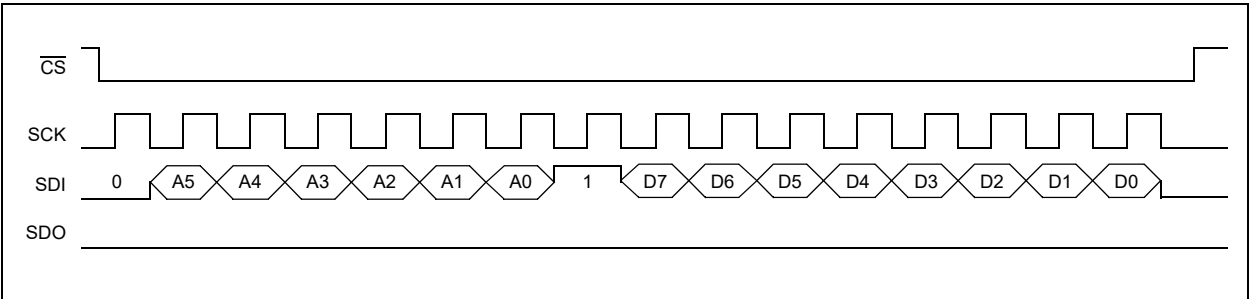 CS
SCK
SDI 0 A5 A4 A3 A2 A1 A0 1 D7 D6 D5 D4 D3 D2 D1 D0
SDO